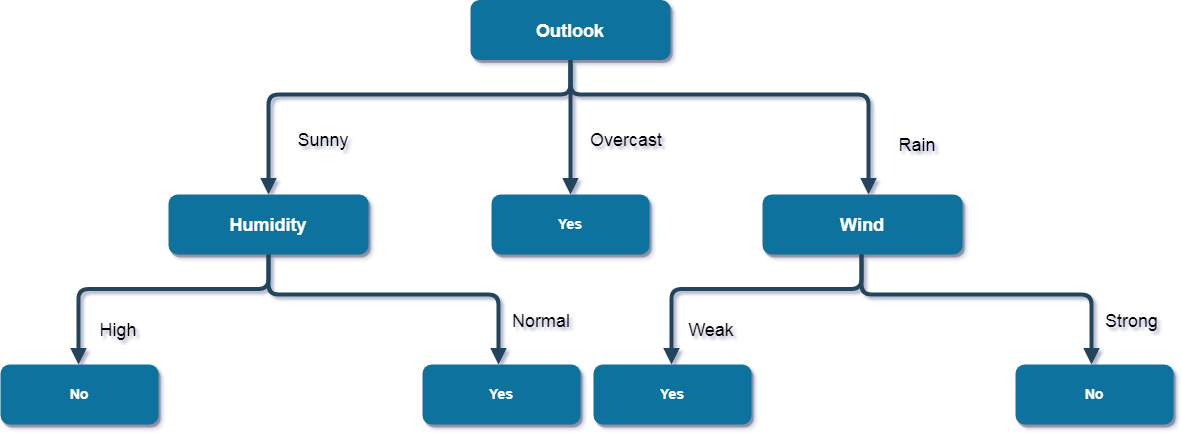 Outlook
Sunny
Overcast
Rain
Humidity
Yes
Wind
High
Normal
Weak
Strong
No
Yes
Yes
No